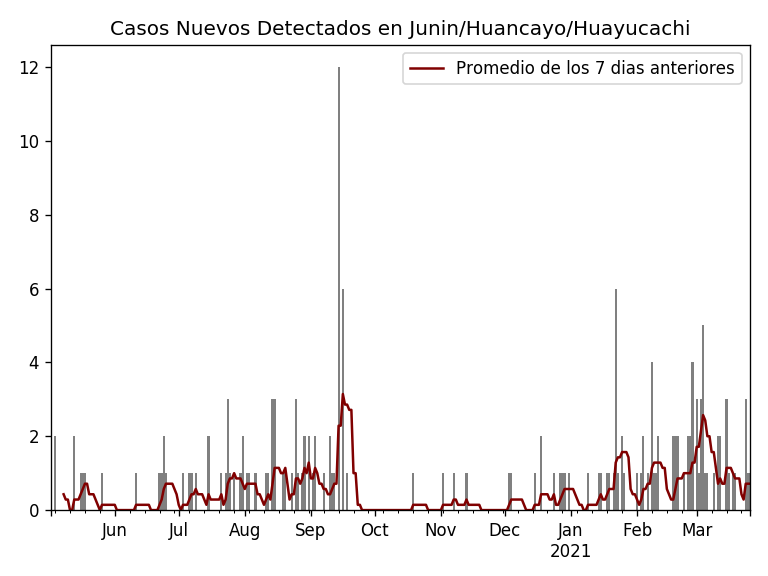 Casos Nuevos Detectados en Junin/Huancayo/Huayucachi
Promedio de los 7 dias anteriores
12
10
8
6
4
2
0
Jun Jul Aug Sep Oct Nov Dec Jan Feb Mar
2021